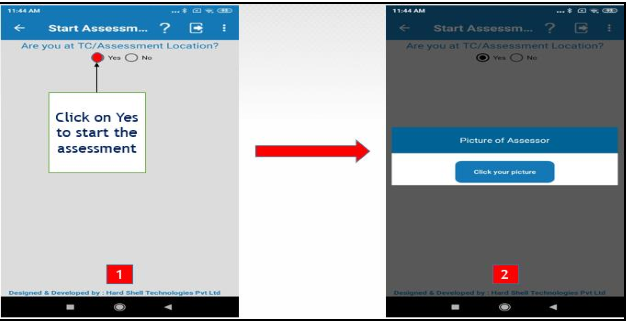 11:44 AM
Start Assessm... ?
Are you at TC/Assessment Location?
Yes No
Click on Yes
to start the
assessment
1
Designed & Developed by : Hard Shell Technologies Pvt Ltd
11:44 AM
Start Assessm... ?
Are you at TC/Assessment Location?
Yes No
Picture of Assessor
Click your picture
2
Designed & Developed by : Hard Shell Technologies Pvt Ltd